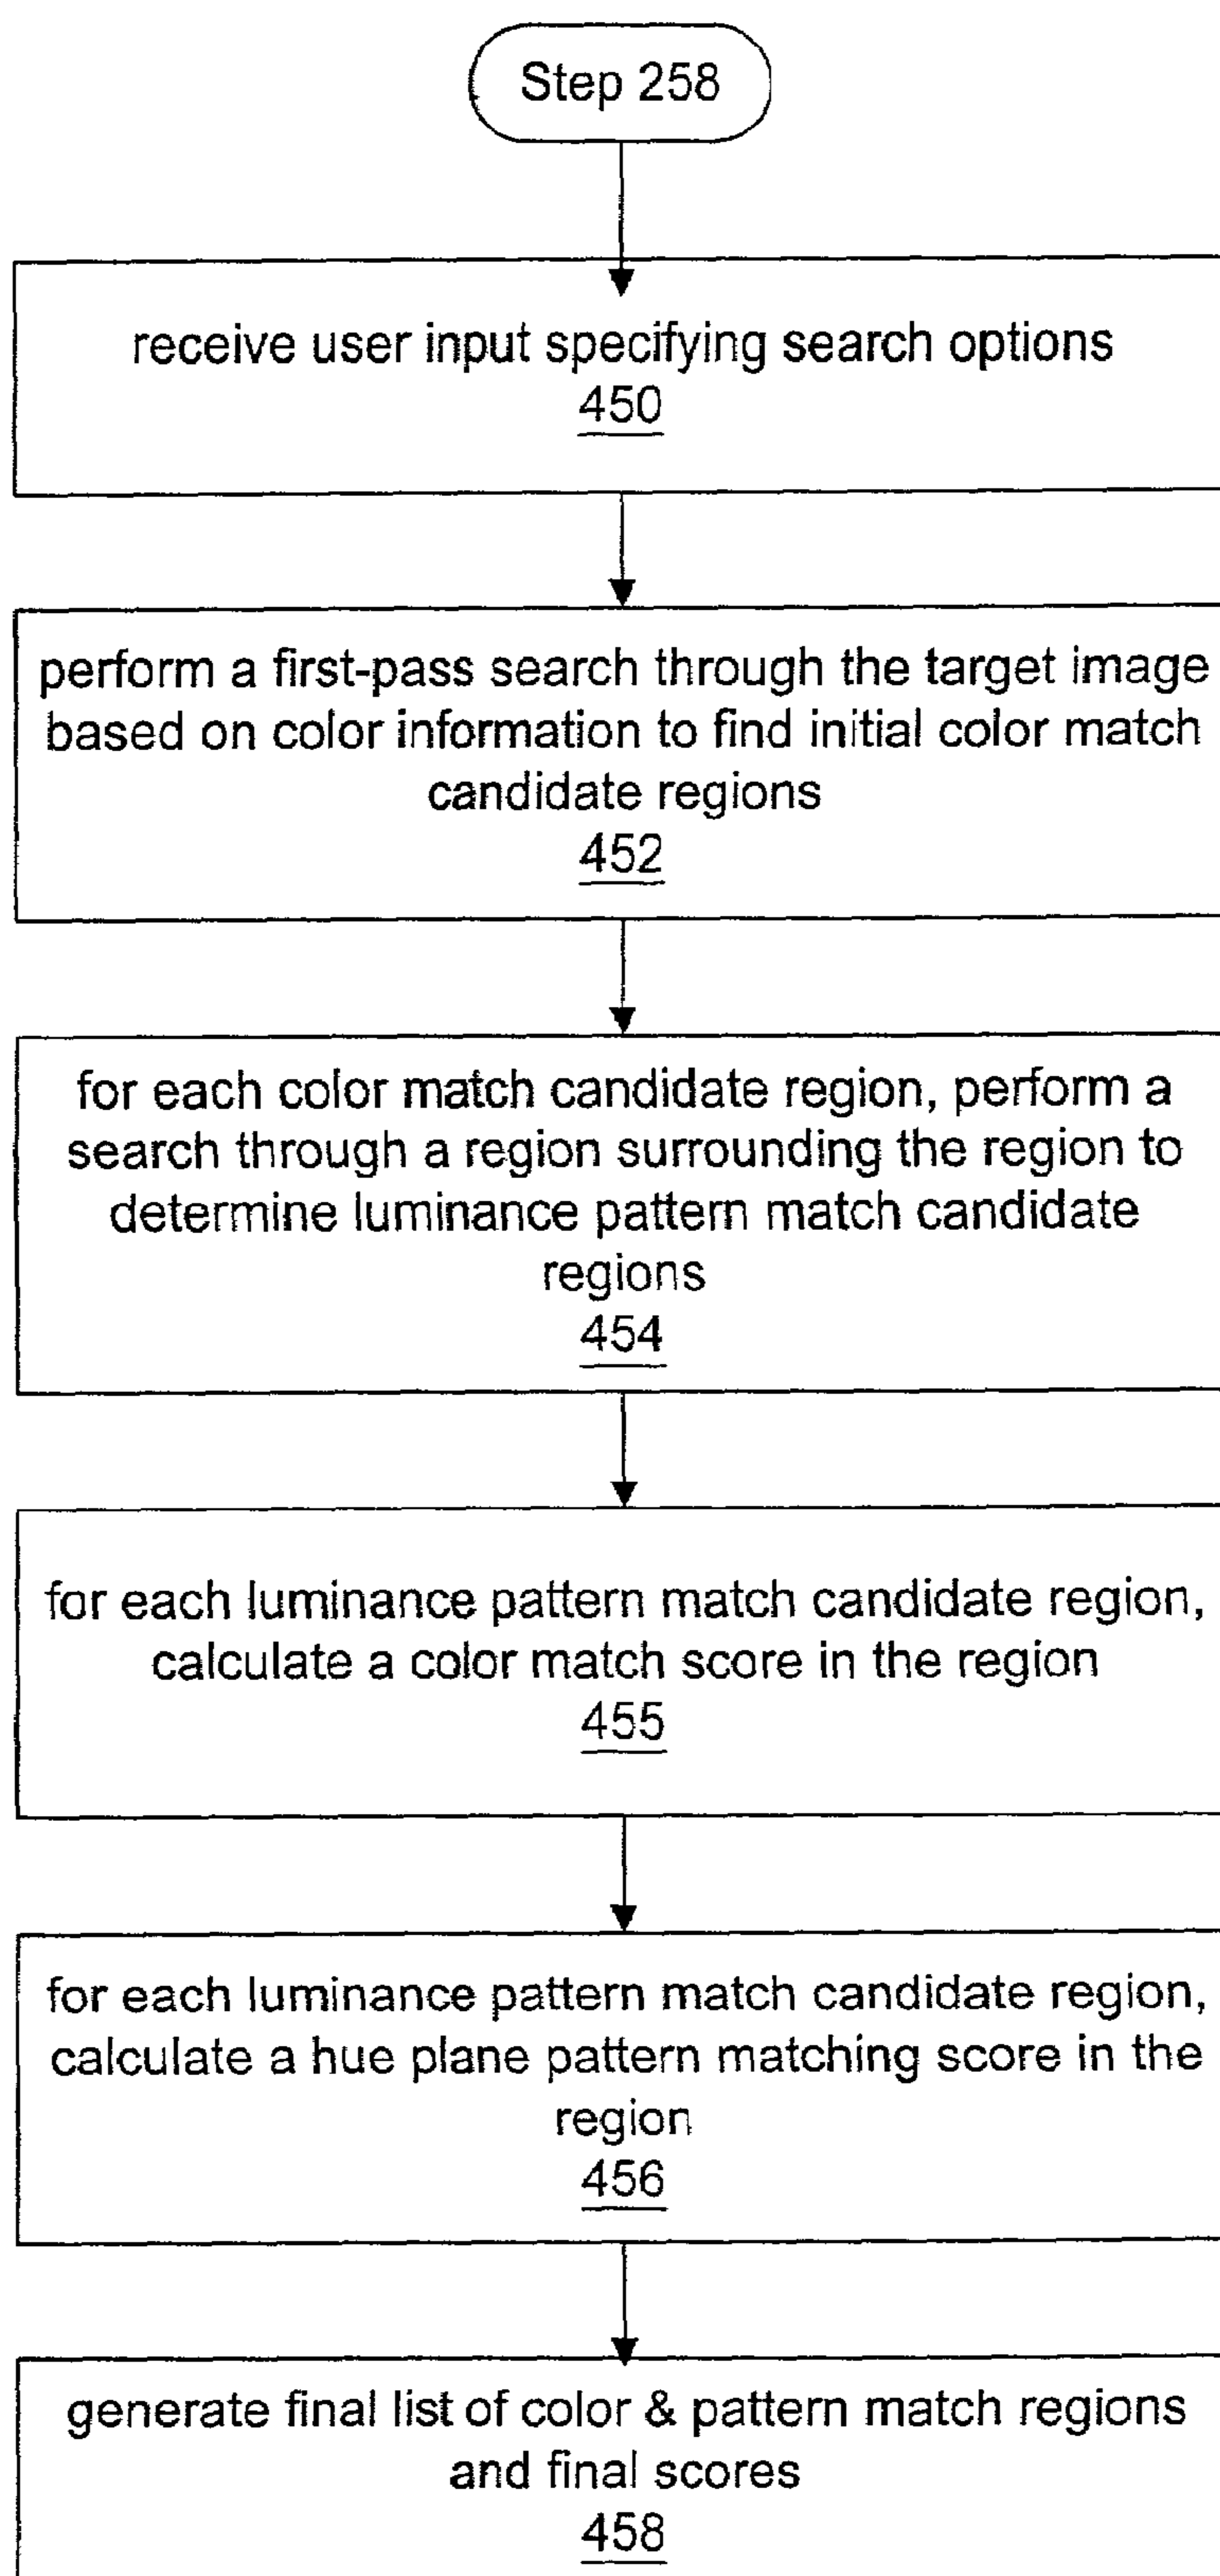 Step 258
receive user input specifying search options
450
perform a first-pass search through the target image
based on color information to find initial color match
candidate regions
452
for each color match candidate region, perform a
search through a region surrounding the region to
determine luminance pattern match candidate
regions
454
for each luminance pattern match candidate region,
calculate a color match score in the region
455
for each luminance pattern match candidate region,
calculate a hue plane pattern matching score in the
region
456
generate final list of color & pattern match regions
and final scores
458